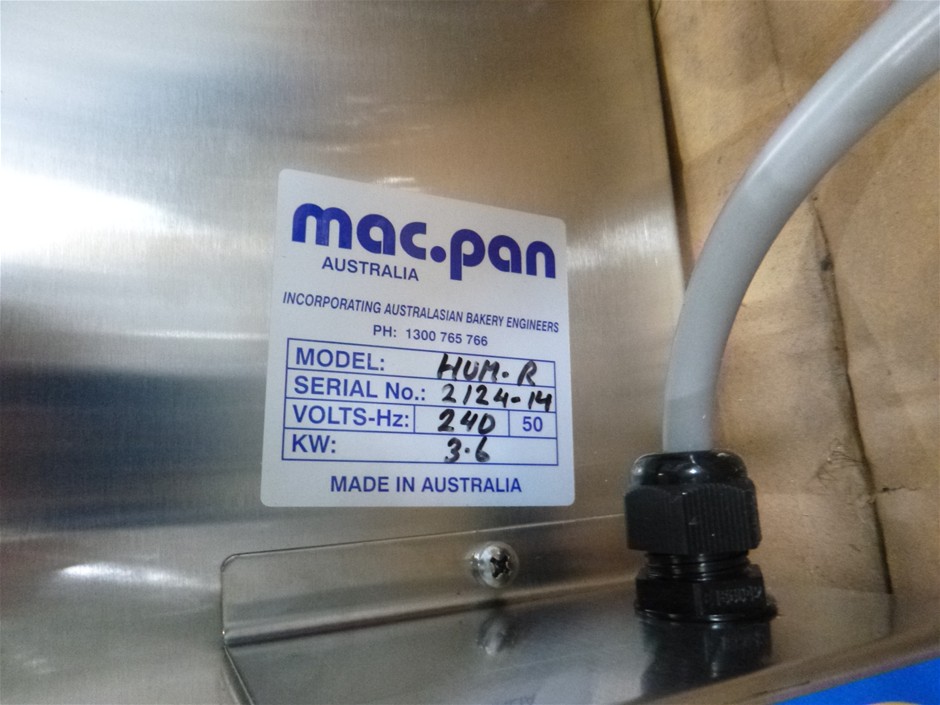 mac.pan
AUSTRALIA
INCORPORATING AUSTRALASIAN BAKERY ENGINEERS
PH: 1300 765 766
MODEL: HUM-R
SERIAL No.: 2124-14
VOLTS-Hz: 240 50
KW: 3.6
MADE IN AUSTRALIA